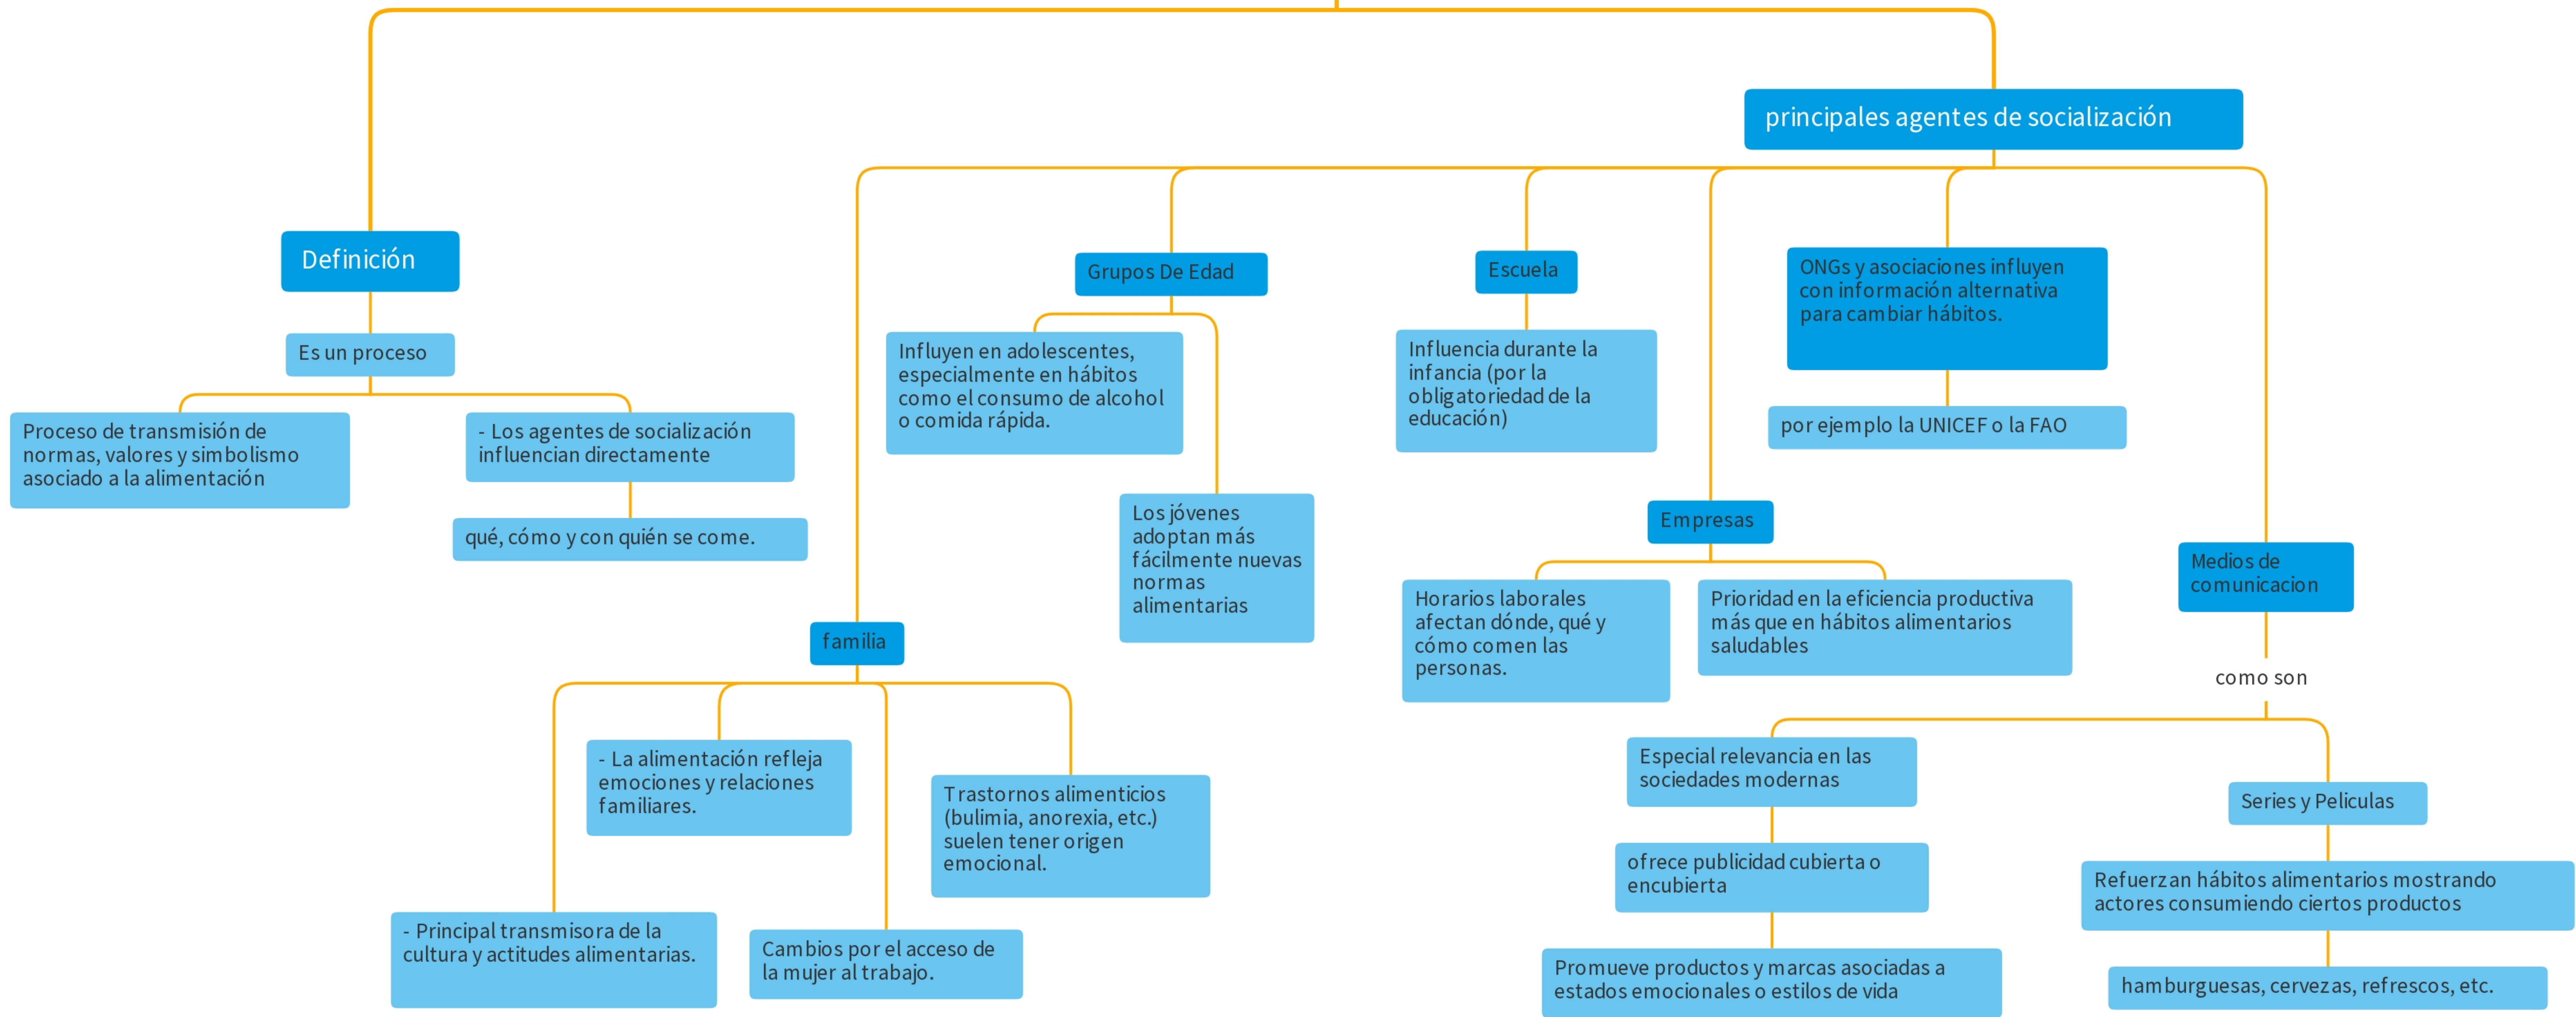 principales agentes de socialización
Definición
Es un proceso
Proceso de transmisión de
normas, valores y simbolismo
asociado a la alimentación
- Los agentes de socialización
influencian directamente
qué, cómo y con quién se come.
familia
- Principal transmisora de la
cultura y actitudes alimentarias.
- La alimentación refleja
emociones y relaciones
familiares.
Cambios por el acceso de
la mujer al trabajo.
Trastornos alimenticios
(bulimia, anorexia, etc.)
suelen tener origen
emocional.
Grupos De Edad
Influyen en adolescentes,
especialmente en hábitos
como el consumo de alcohol
o comida rápida.
Los jóvenes
adoptan más
fácilmente nuevas
normas
alimentarias
Escuela
Influencia durante la
infancia (por la
obligatoriedad de la
educación)
Empresas
Horarios laborales
afectan dónde, qué y
cómo comen las
personas.
Prioridad en la eficiencia productiva
más que en hábitos alimentarios
saludables
ONGs y asociaciones influyen
con información alternativa
para cambiar hábitos.
por ejemplo la UNICEF o la FAO
Medios de
comunicacion
como son
Especial relevancia en las
sociedades modernas
ofrece publicidad cubierta o
encubierta
Promueve productos y marcas asociadas a
estados emocionales o estilos de vida
Series y Peliculas
Refuerzan hábitos alimentarios mostrando
actores consumiendo ciertos productos
hamburguesas, cervezas, refrescos, etc.